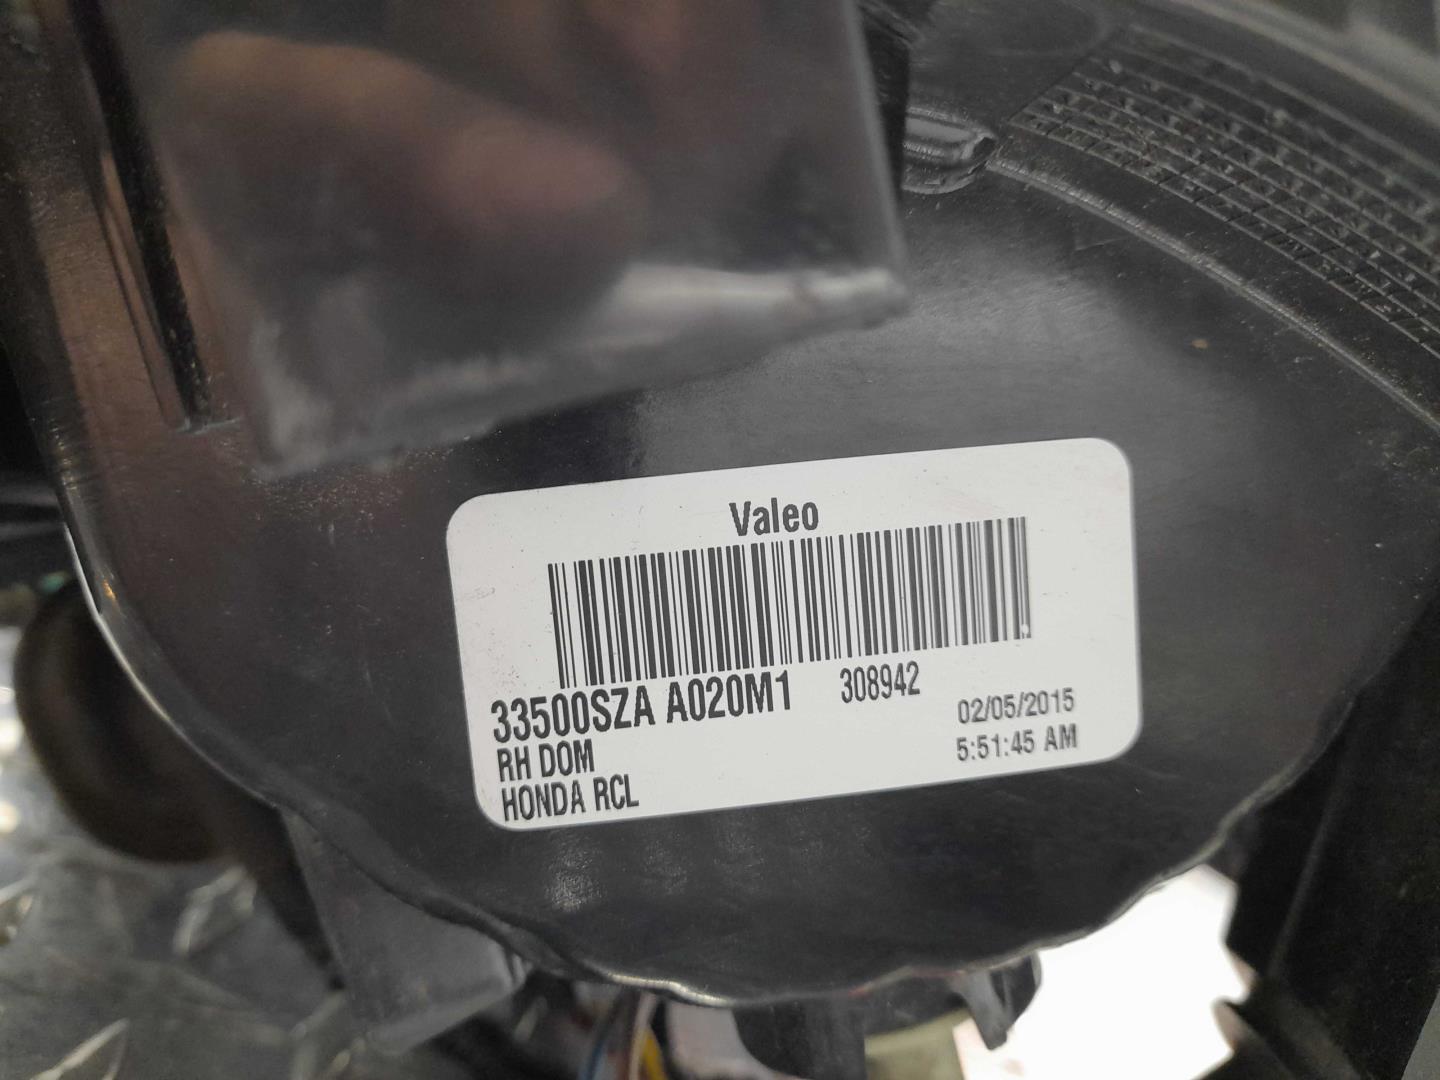 Valeo
33500SZA A020M1 308942
RH DOM 02/05/2015
HONDA RCL 5:51:45 AM